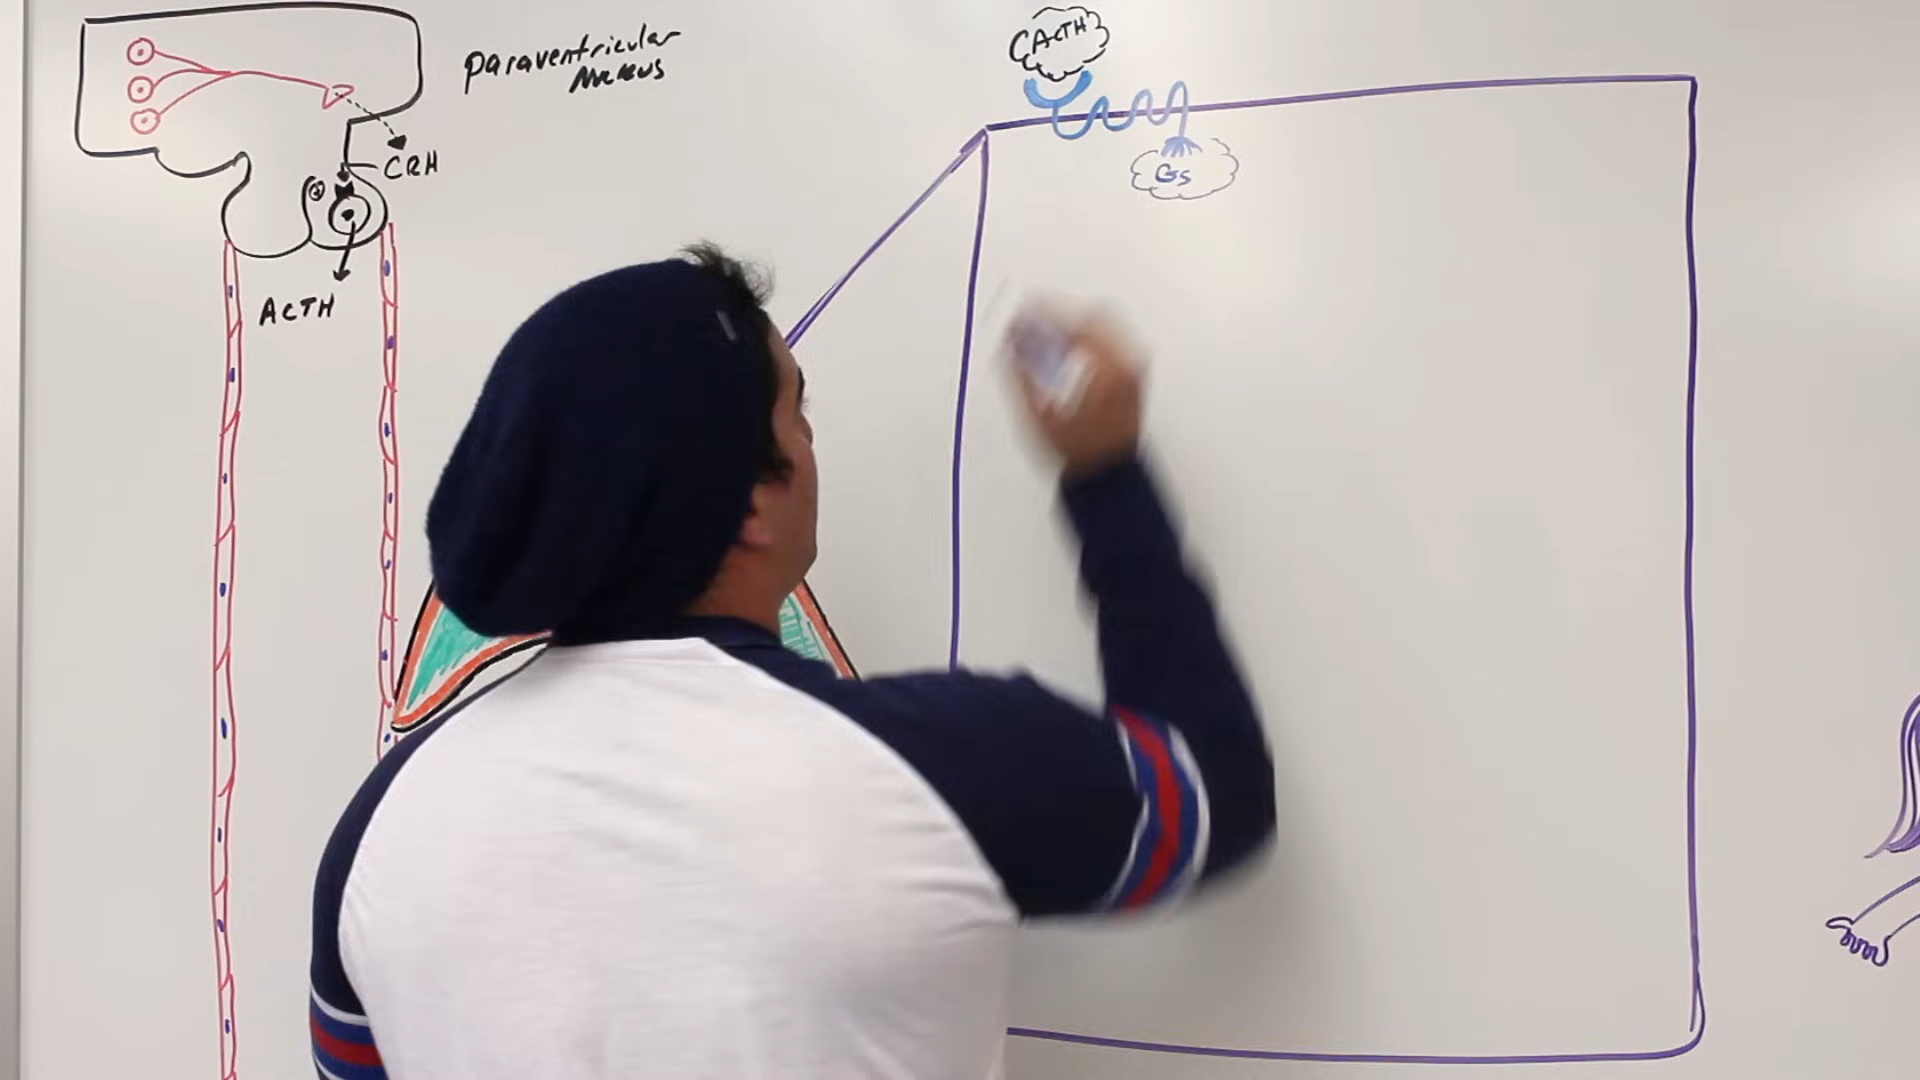 Paraventricular
Nucleus
CRH
ACTH
ACTH
Gs